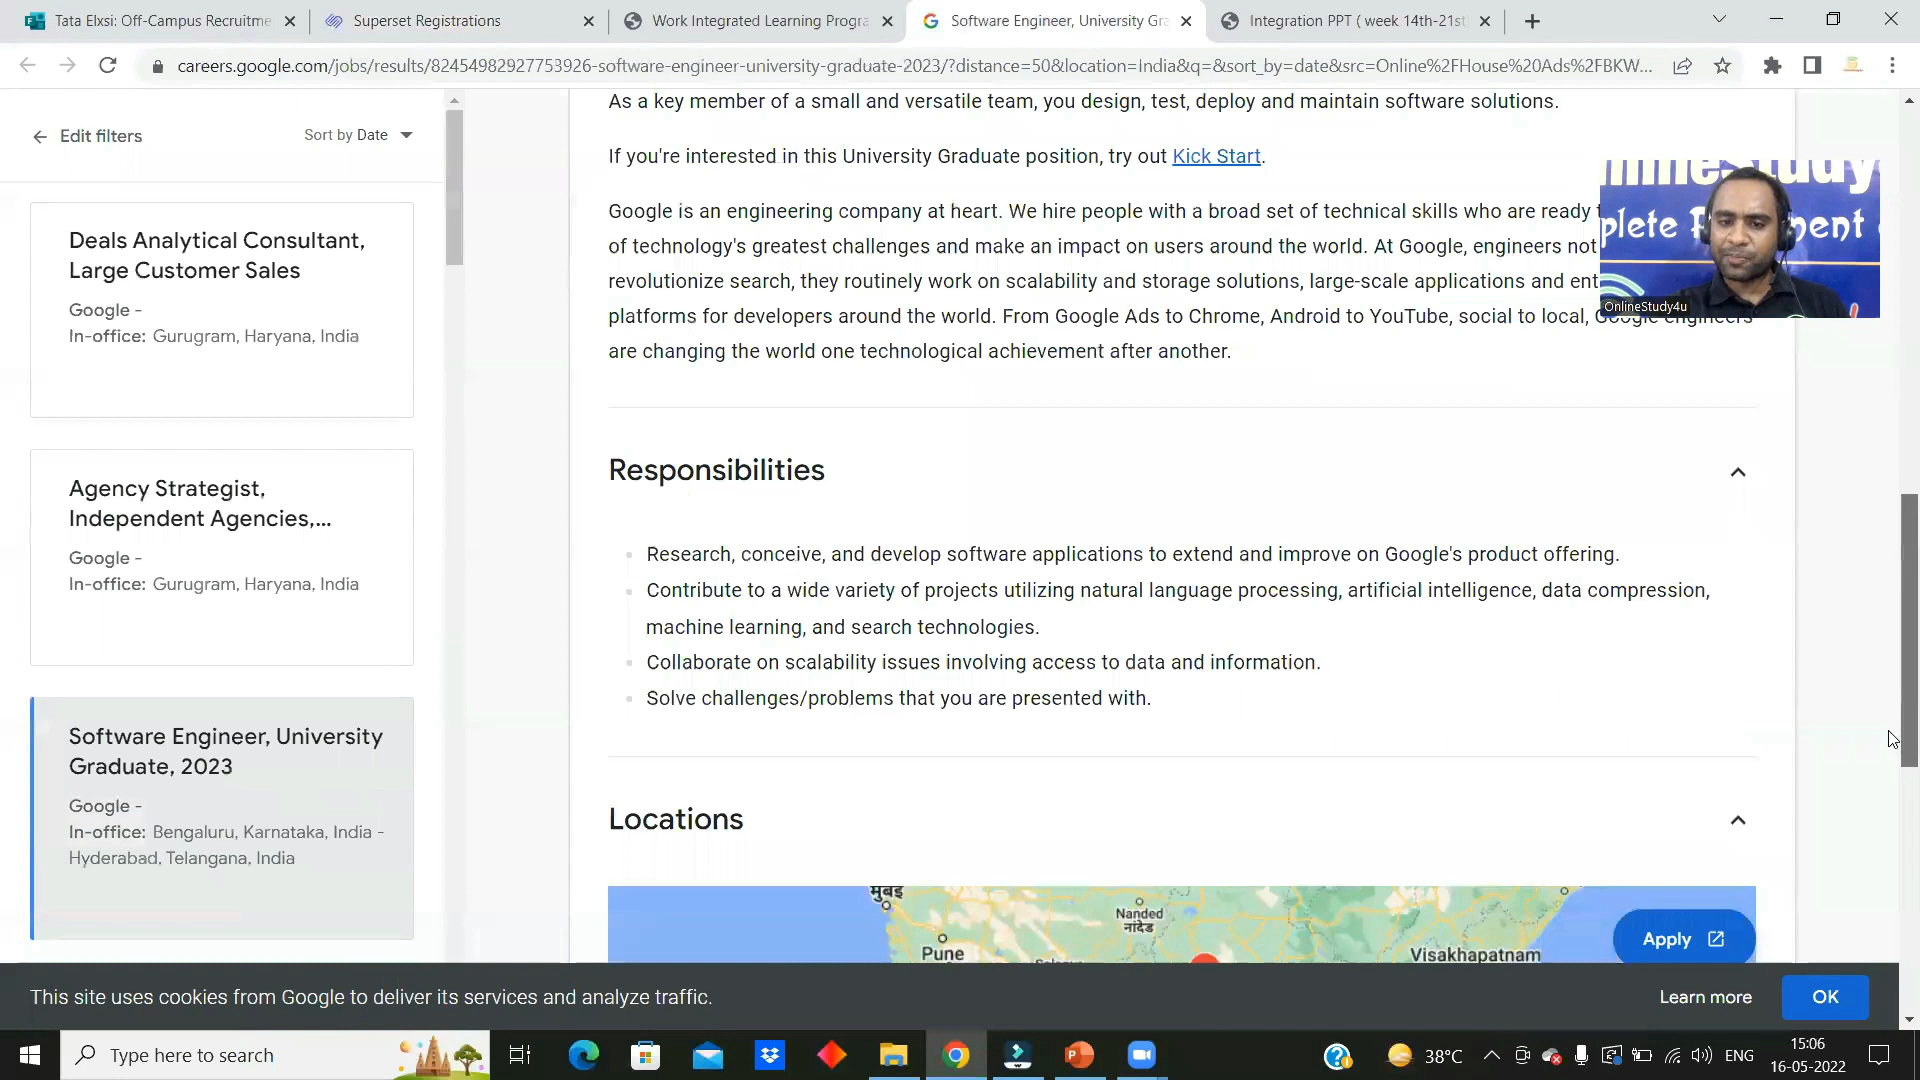 Tata Elxsi: Off-Campus Recruitme
Superset Registrations
Work Integrated Learning Progra
Software Engineer, University Gra
Integration PPT ( week 14th-21st
careers.google.com/jobs/results/82454982927753926-software-engineer-university-graduate-2023/?distance=50&location=India&q=&sort_by=date&src=Online%2FHouse%20Ads%2FBKW...
Edit filters
Sort by Date
Deals Analytical Consultant,
Large Customer Sales
Google -
In-office: Gurugram, Haryana, India
Agency Strategist,
Independent Agencies,...
Google -
In-office: Gurugram, Haryana, India
Software Engineer, University
Graduate, 2023
Google -
In-office: Bengaluru, Karnataka, India -
Hyderabad, Telangana, India
As a key member of a small and versatile team, you design, test, deploy and maintain software solutions.
If you're interested in this University Graduate position, try out Kick Start.
Google is an engineering company at heart. We hire people with a broad set of technical skills who are ready
of technology's greatest challenges and make an impact on users around the world. At Google, engineers not
revolutionize search, they routinely work on scalability and storage solutions, large-scale applications and
platforms for developers around the world. From Google Ads to Chrome, Android to YouTube, social to local, Google engineers
are changing the world one technological achievement after another.
OnlineStudy4u
Responsibilities
Research, conceive, and develop software applications to extend and improve on Google's product offering.
Contribute to a wide variety of projects utilizing natural language processing, artificial intelligence, data compression,
machine learning, and search technologies.
Collaborate on scalability issues involving access to data and information.
Solve challenges/problems that you are presented with.
Locations
मुंबई
Nanded
नांदेड
Pune
Visakhapatnam
Apply
This site uses cookies from Google to deliver its services and analyze traffic.
Learn more
OK
Type here to search
38°C
ENG
15:06
16-05-2022